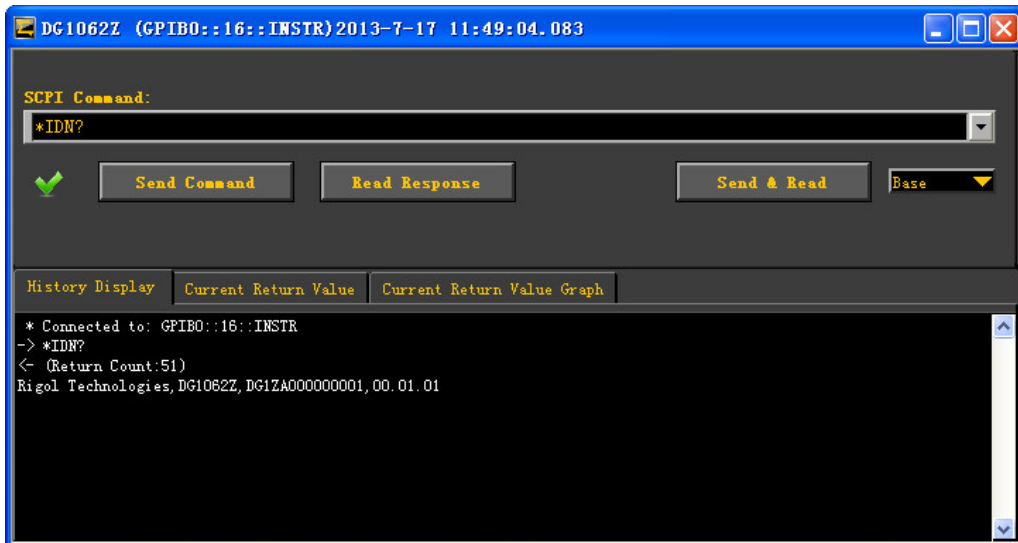 DG1062Z (GPIB0::16::INSTR)2013-7-17 11:49:04.083
SCPI Command:
*IDN?
Send Command Read Response Send & Read Base
History Display Current Return Value Current Return Value Graph
* Connected to: GPIB0::16::INSTR
-> *IDN?
<- (Return Count:51)
Rigol Technologies,DG1062Z,DG1ZA000000001,00.01.01